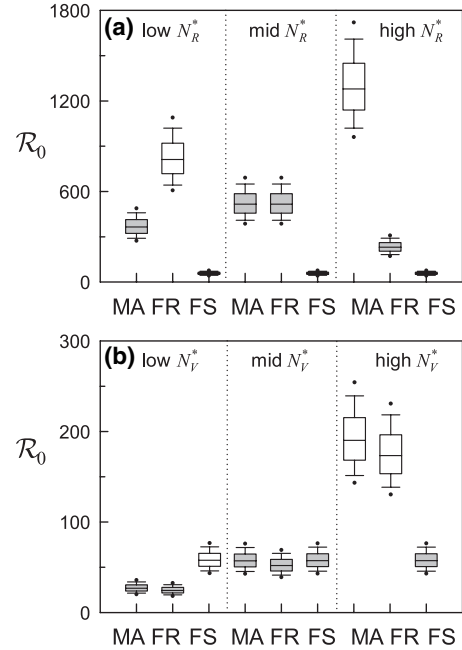 1800
(a)
low N*R
mid N*R
high N*R
1200
R0
600
0
MA FR FS MA FR FS MA FR FS
300
(b)
low N*V
mid N*V
high N*V
200
R0
100
0
MA FR FS MA FR FS MA FR FS